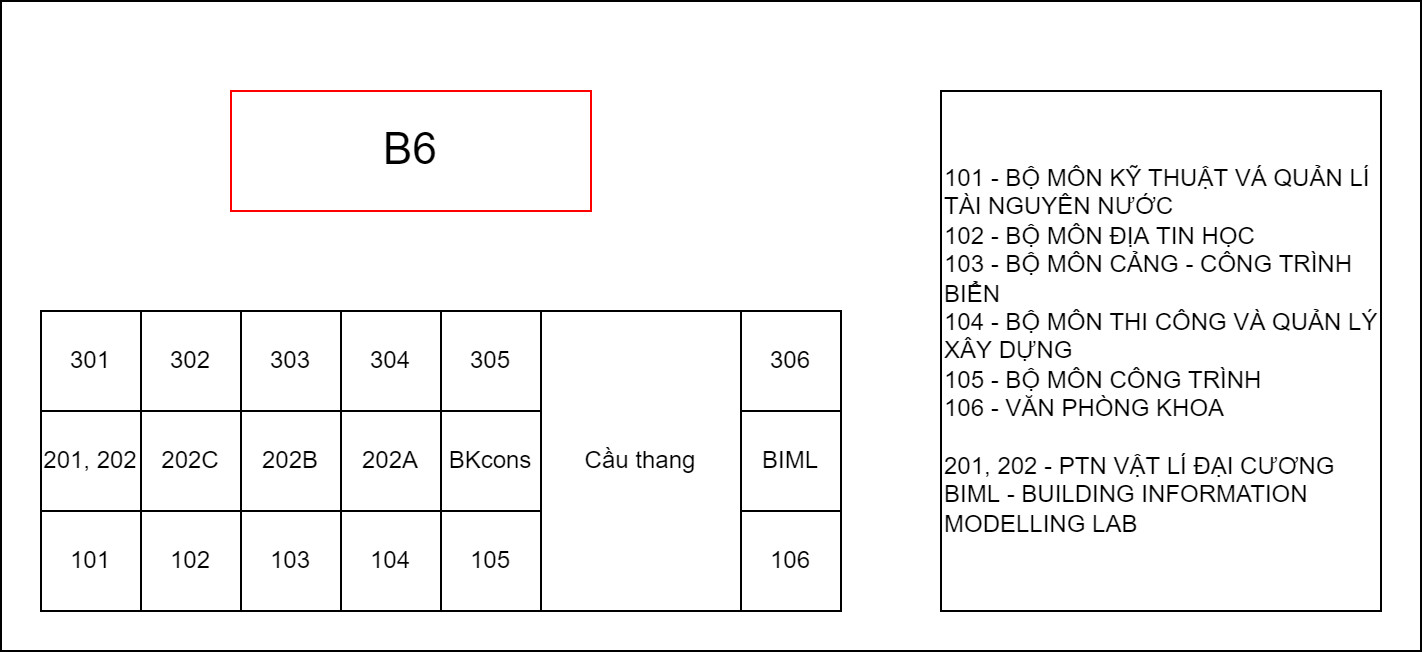 B6
301 302 303 304 305 306
201, 202 202C 202B 202A BKcons Cầu thang BIML
101 102 103 104 105 106
101 - BỘ MÔN KỸ THUẬT VÁ QUẢN LÍ
TÀI NGUYÊN NƯỚC
102 - BỘ MÔN ĐỊA TIN HỌC
103 - BỘ MÔN CẢNG - CÔNG TRÌNH
BIỂN
104 - BỘ MÔN THI CÔNG VÀ QUẢN LÝ
XÂY DỰNG
105 - BỘ MÔN CÔNG TRÌNH
106 - VĂN PHÒNG KHOA
201, 202 - PTN VẬT LÍ ĐẠI CƯƠNG
BIML - BUILDING INFORMATION
MODELLING LAB